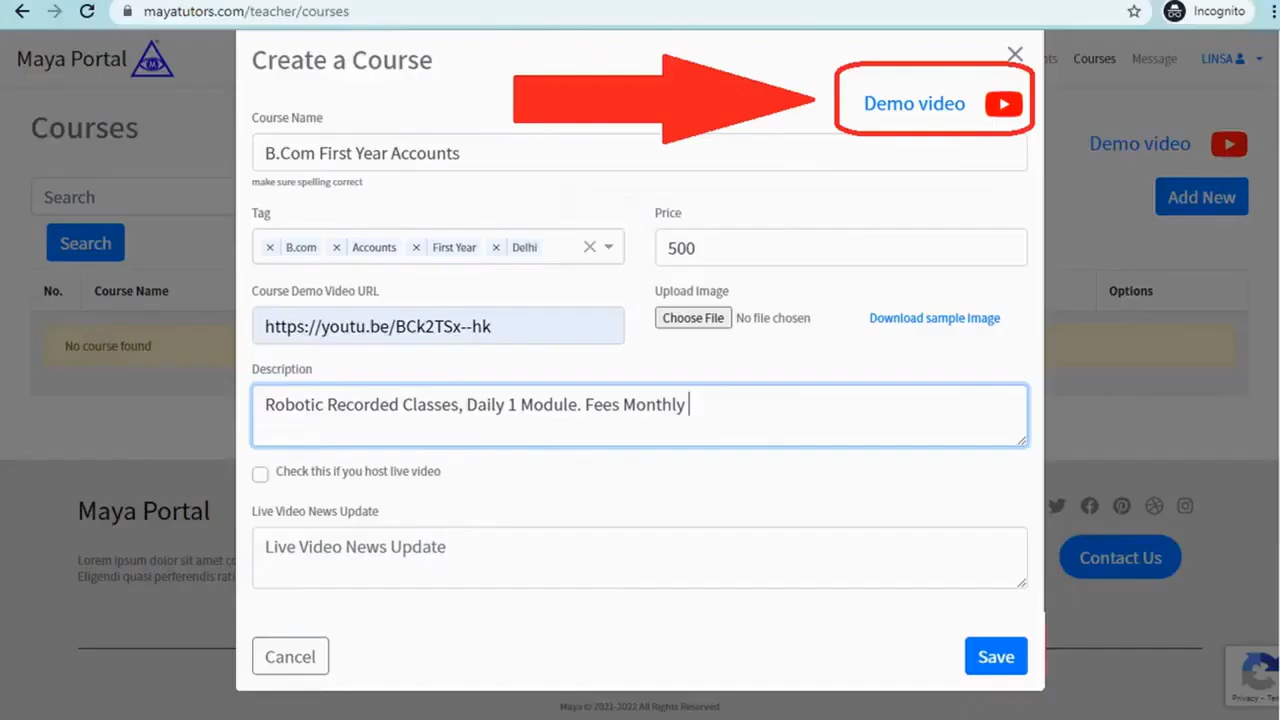 mayatutors.com/teacher/courses
Incognito
Maya Portal
Create a Course
Courses Message LINSA
Demo video
Courses
Course Name
Demo video
B.Com First Year Accounts
make sure spelling correct
Search
Add New
Tag
Price
Search
× B.com × Accounts × First Year × Delhi
500
No. Course Name
Course Demo Video URL
Upload Image
Options
https://youtu.be/BCk2TSx--hk
Choose File No file chosen
Download sample Image
No course found
Description
Robotic Recorded Classes, Daily 1 Module. Fees Monthly
Check this if you host live video
Maya Portal
Live Video News Update
Live Video News Update
Lorem ipsum dolor sit amet
Eligendi quasi perferendis
Contact Us
Cancel
Save
Maya © 2021-2022 All Rights Reserved